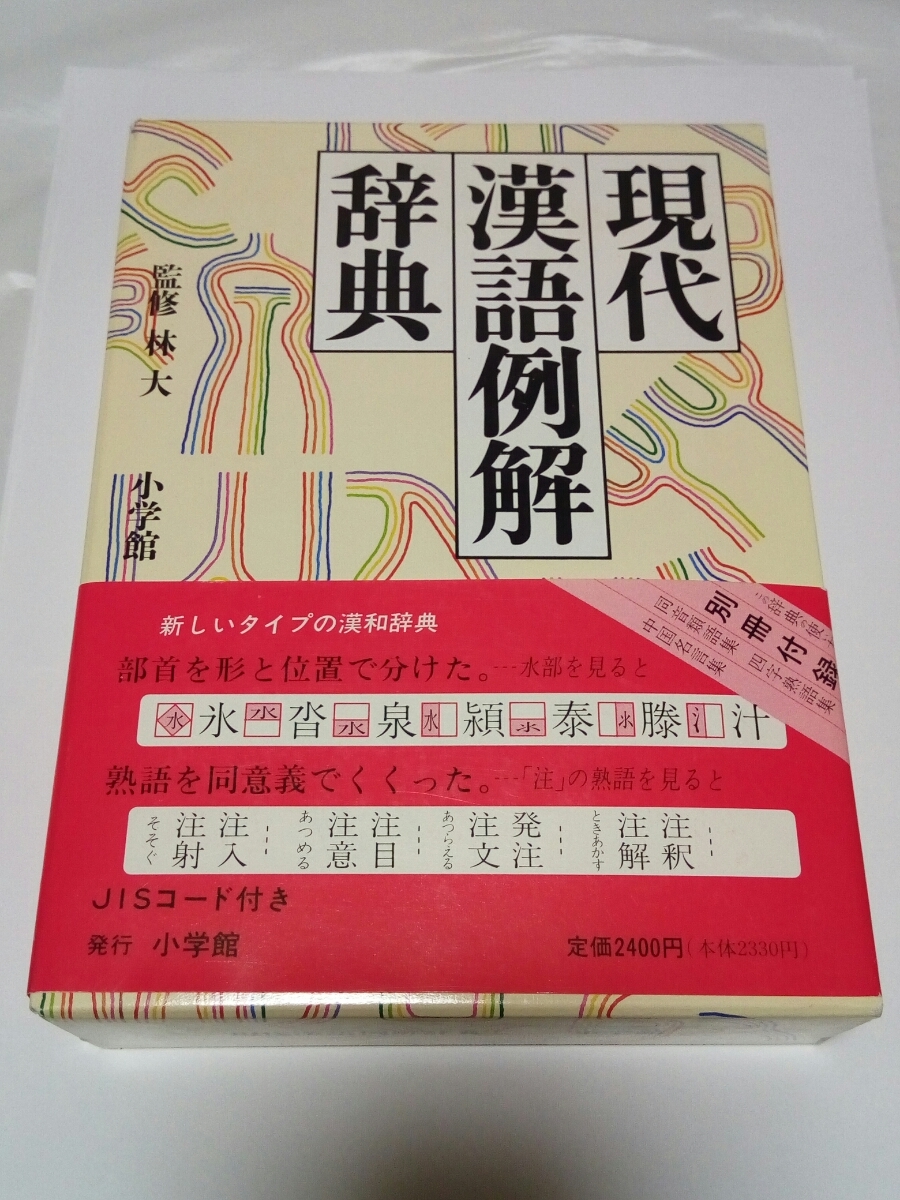 現代
漢語例解
辞典
監修 林 大
小学館
別冊付録
同音類語集
四字熟語集
中国名言集
新しいタイプの漢和辞典
部首を形と位置で分けた。…水部を見ると
水 氷 水 沓 水 泉 水 潁 氺 泰 氺 滕 氵 汁
熟語を同意義でくくった。…「注」の熟語を見ると
そそぐ
注射
注入
あつめる
注意
注目
あつらえる
注文
発注
ときあかす
注解
注釈
JISコード付き
発行 小学館
定価2400円(本体2330円)